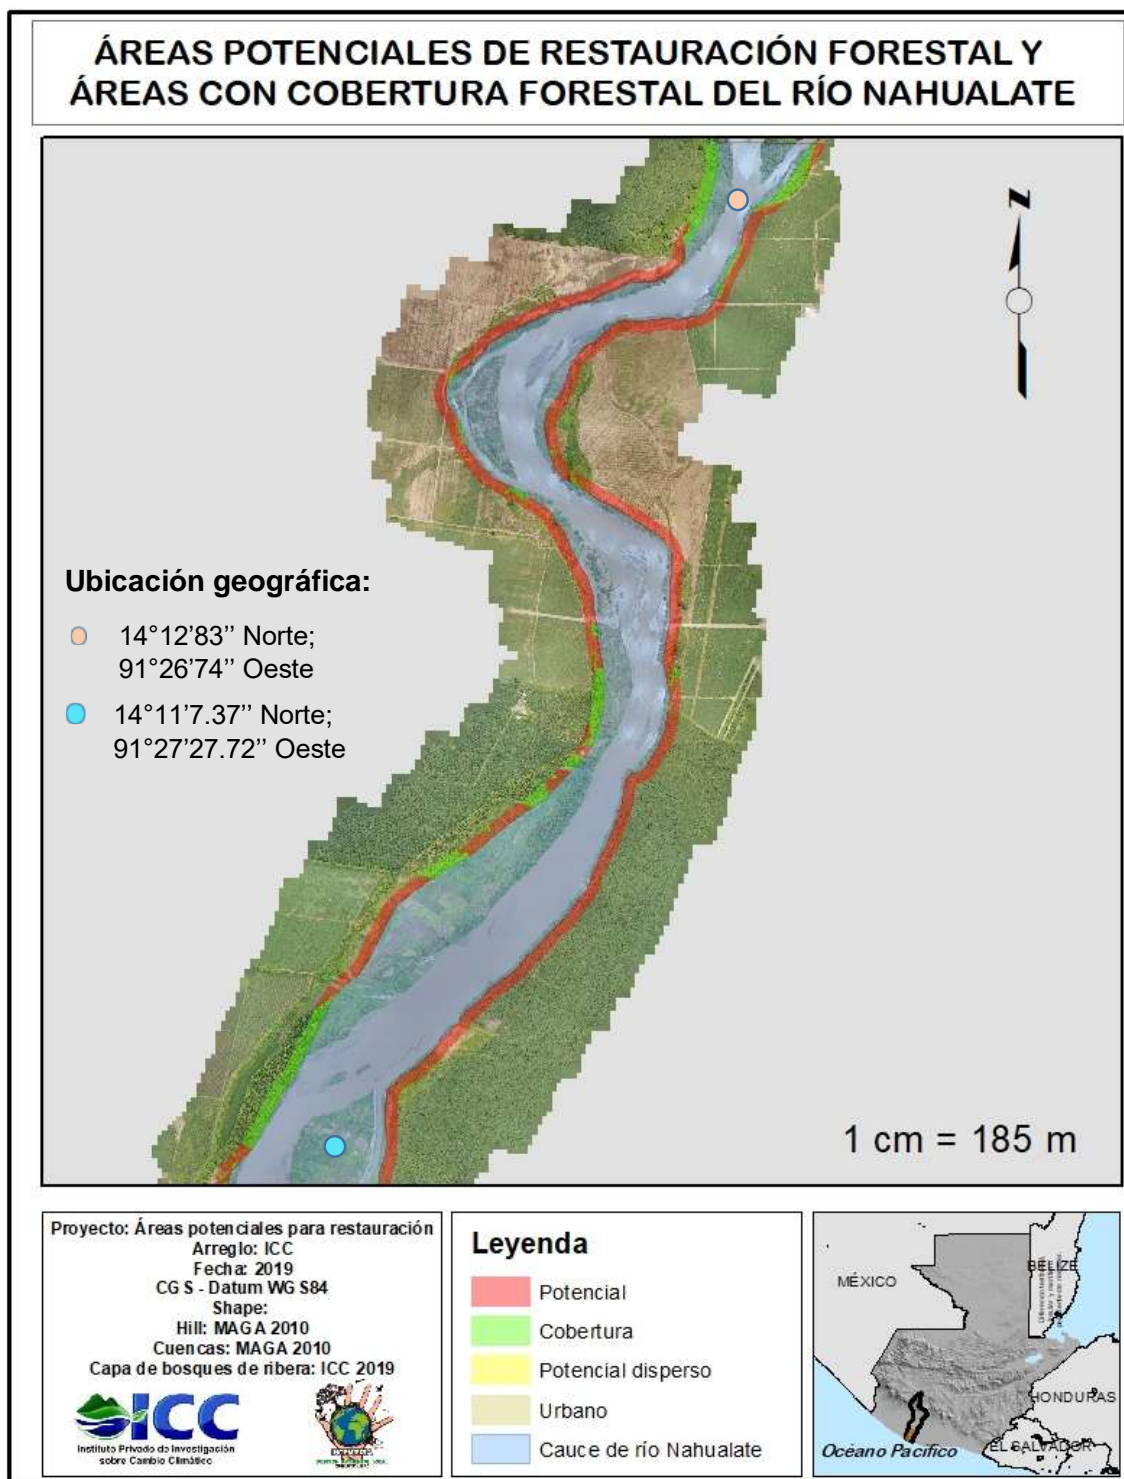 ÁREAS POTENCIALES DE RESTAURACIÓN FORESTAL Y
ÁREAS CON COBERTURA FORESTAL DEL RÍO NAHUALATE
N
Ubicación geográfica:
14°12'83'' Norte;
91°26'74'' Oeste
14°11'7.37'' Norte;
91°27'27.72'' Oeste
1 cm = 185 m
Proyecto: Áreas potenciales para restauración
Arreglo: ICC
Fecha: 2019
CGS - Datum WGS84
Shape:
Hill: MAGA 2010
Cuencas: MAGA 2010
Capa de bosques de ribera: ICC 2019
ICC
Instituto Privado de Investigación
sobre Cambio Climático
Leyenda
Potencial
Cobertura
Potencial disperso
Urbano
Cauce de río Nahualate
MÉXICO
BELIZE
HONDURAS
EL SALVADOR
Océano Pacífico